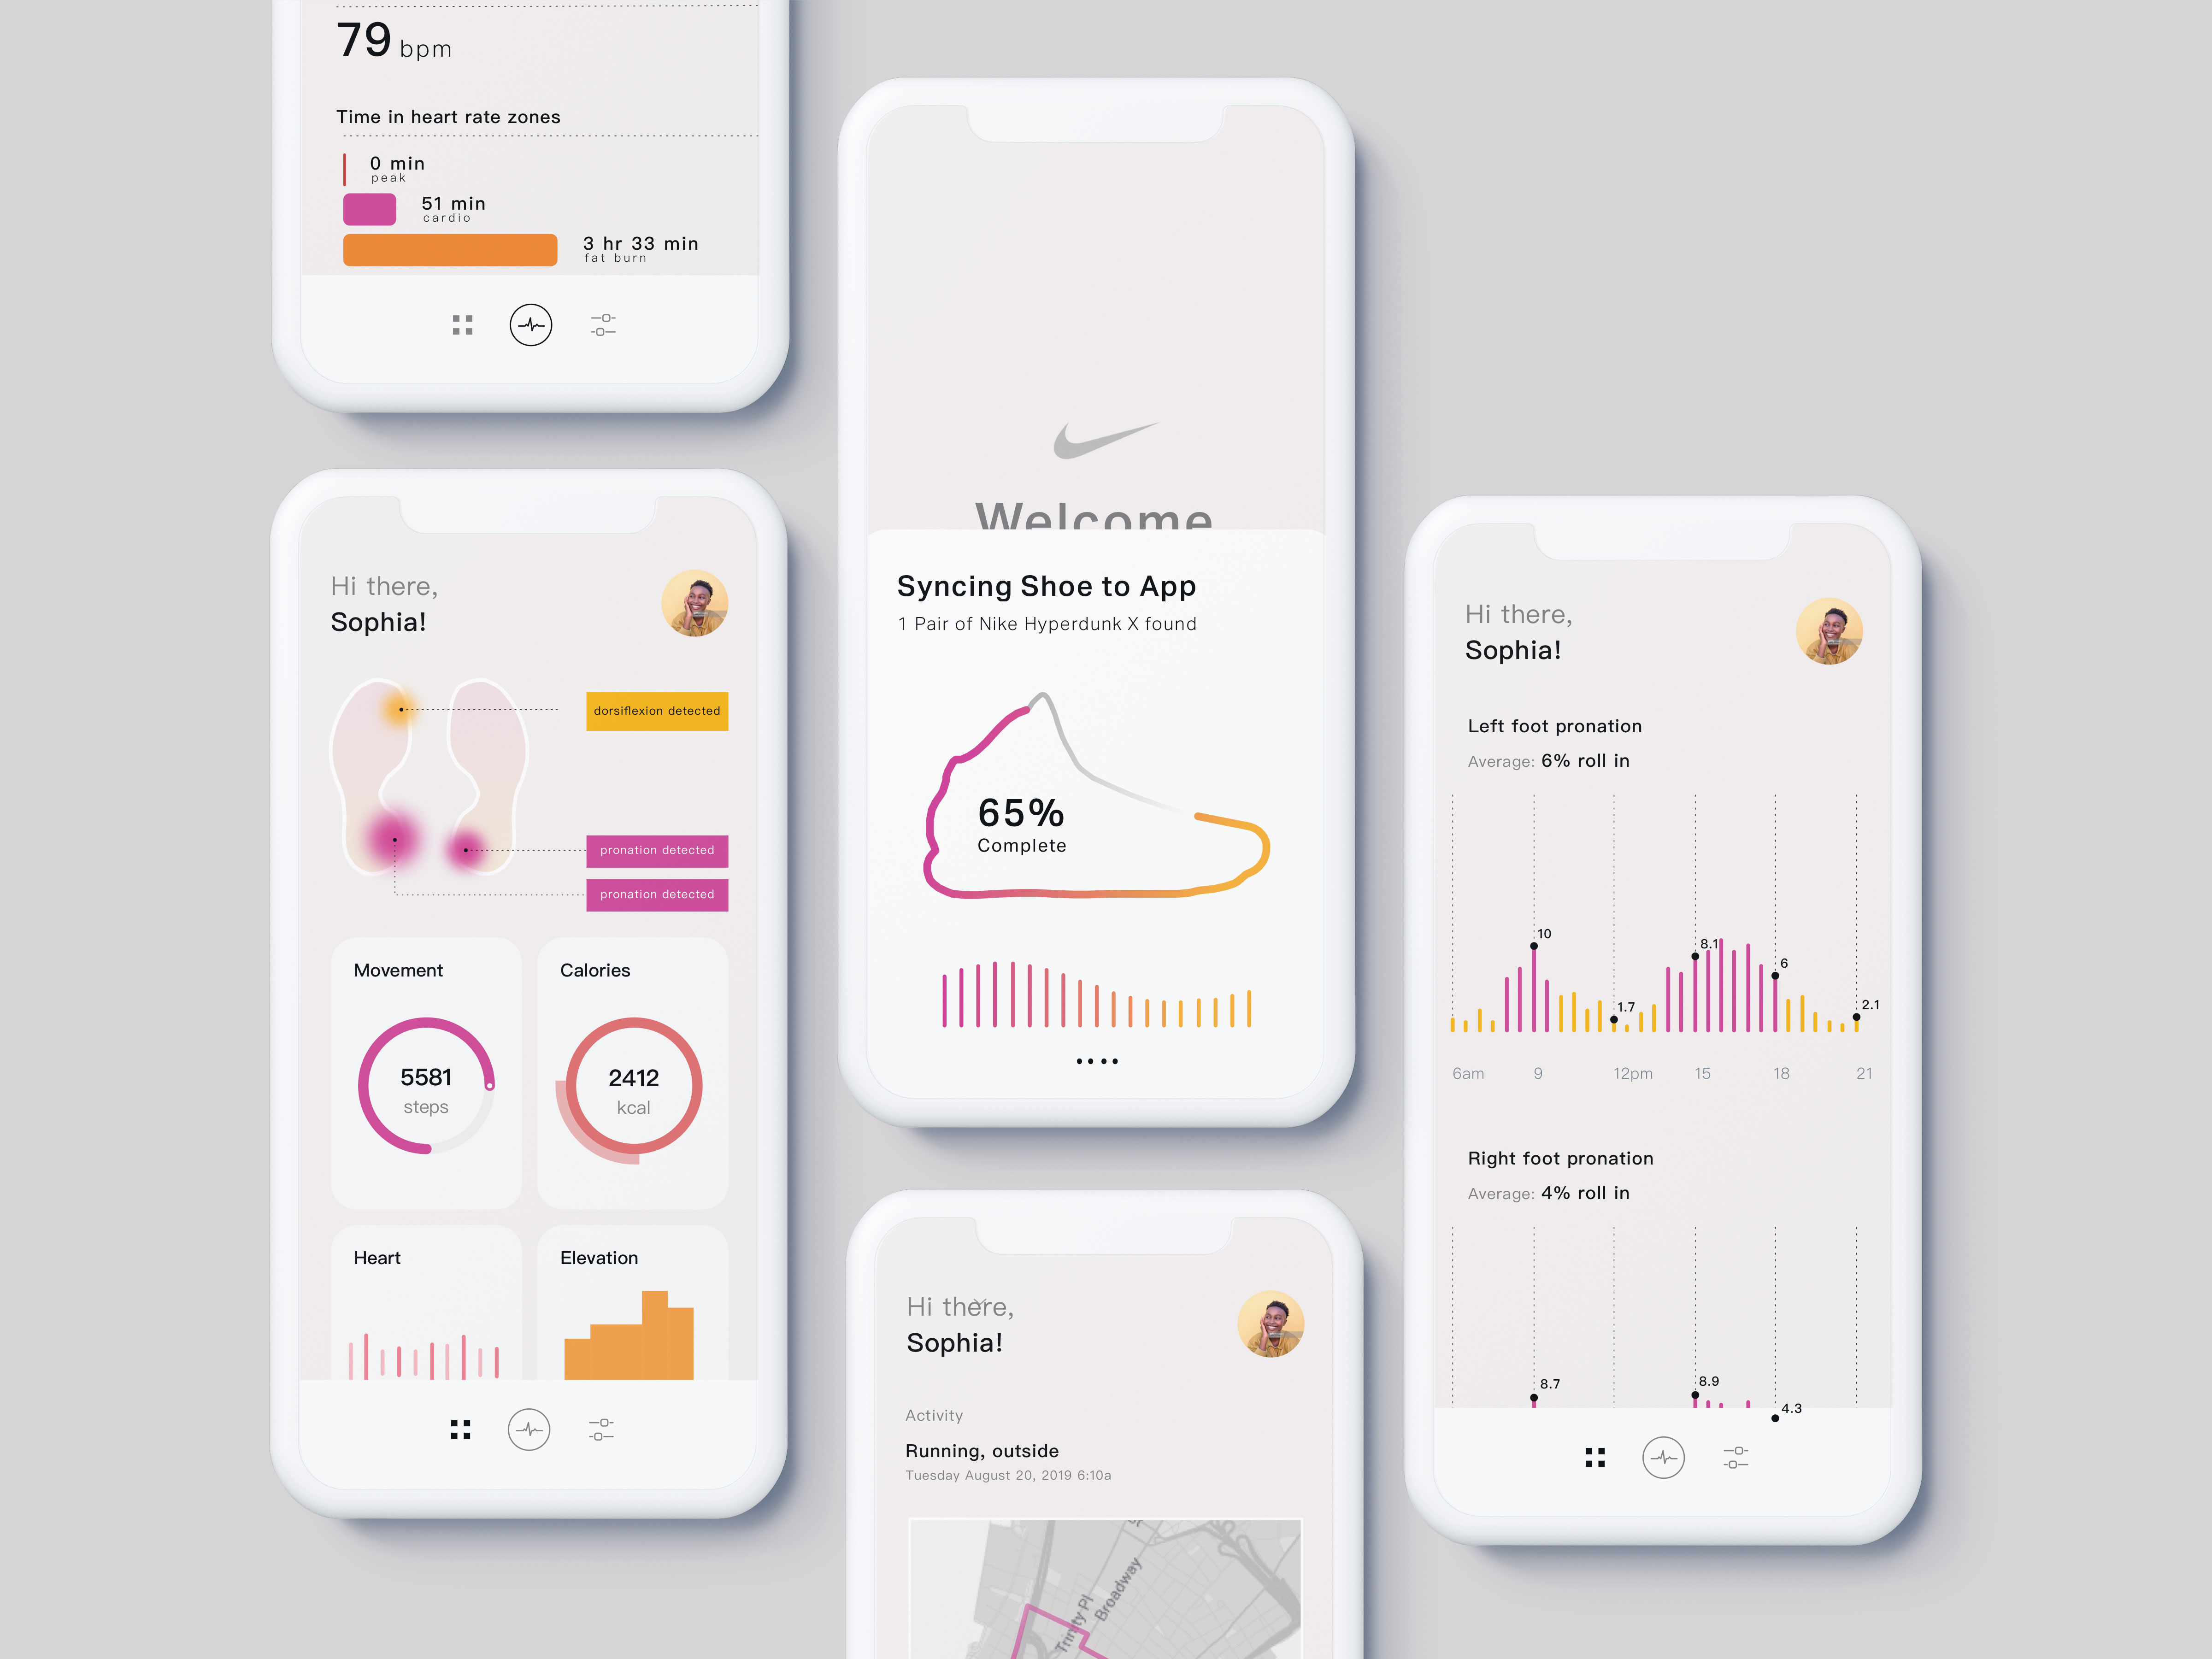 79 bpm
Time in heart rate zones
0 min
peak
51 min
cardio
3 hr 33 min
fat burn
Hi there,
Sophia!
dorsiflexion detected
pronation detected
pronation detected
Movement
5581
steps
Calories
2412
kcal
Heart
Elevation
Welcome
Syncing Shoe to App
1 Pair of Nike Hyperdunk X found
65%
Complete
Hi there,
Sophia!
Activity
Running, outside
Tuesday August 20, 2019 6:10a
Trinity Pl
Broadway
Hi there,
Sophia!
Left foot pronation
Average: 6% roll in
10
1.7
8.1
6
2.1
6am 9 12pm 15 18 21
Right foot pronation
Average: 4% roll in
8.7
8.9
4.3